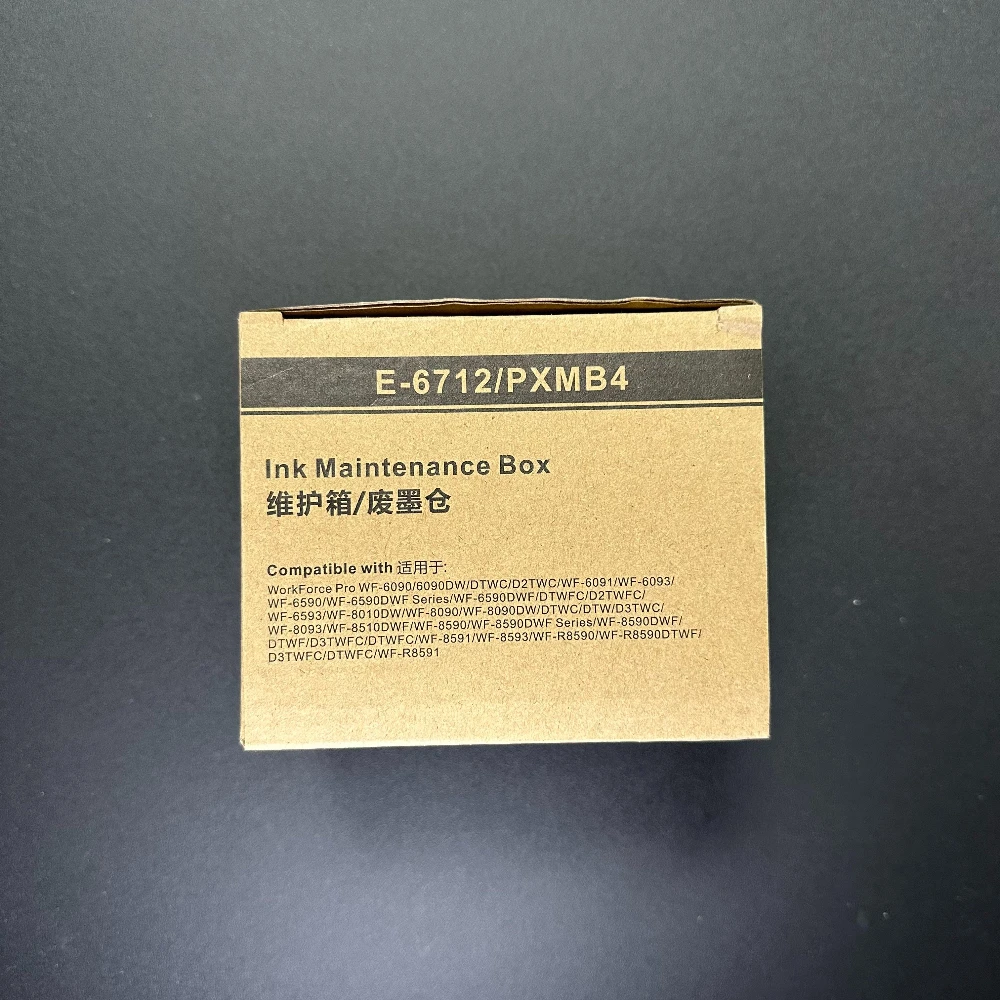 E-6712/PXMB4
Ink Maintenance Box
维护箱/废墨仓
Compatible with 适用于:
WorkForce Pro WF-6090/6090DW/DTWC/D2TWC/WF-6091/WF-6093/
WF-6590/WF-6590DWF Series/WF-6590DWF/DTWFC/D2TWFC/
WF-6593/WF-8010DW/WF-8090/WF-8090DW/DTWC/DTW/D3TWC/
WF-8093/WF-8510DWF/WF-8590/WF-8590DWF Series/WF-8590DWF/
DTWF/D3TWFC/DTWFC/WF-8591/WF-8593/WF-R8590/WF-R8590DTWF/
D3TWFC/DTWFC/WF-R8591